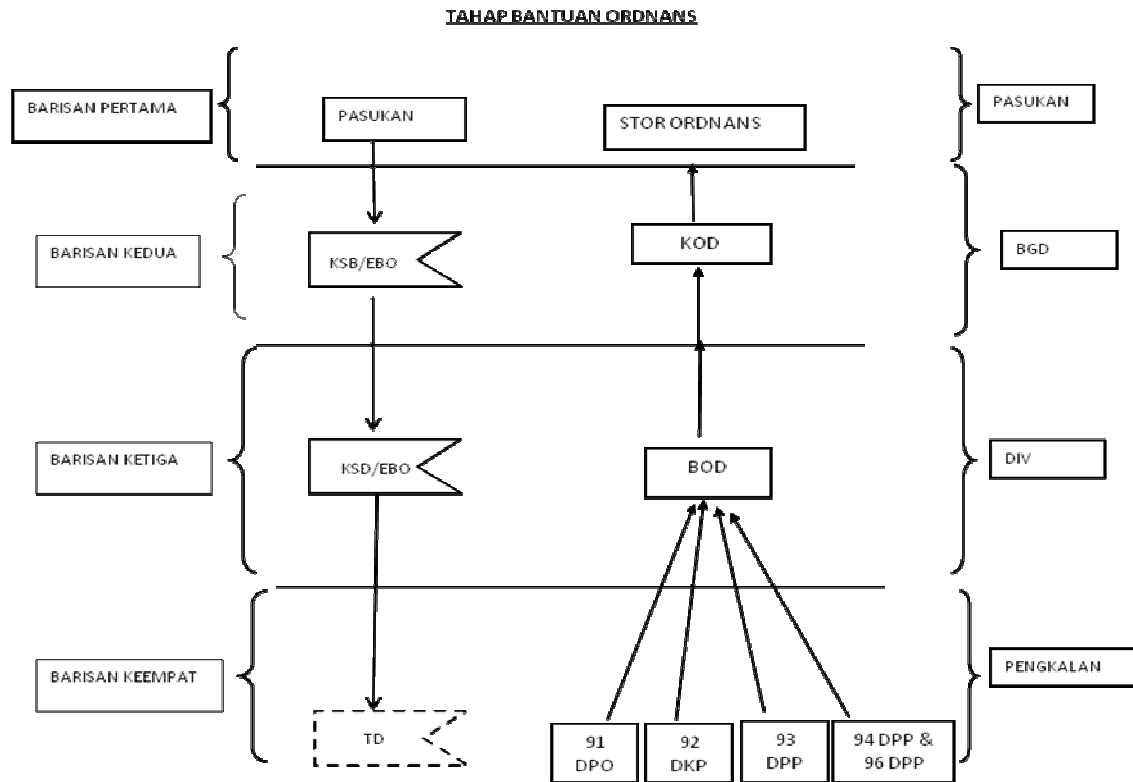 TAHAP BANTUAN ORDNANS
BARISAN PERTAMA
PASUKAN
STOR ORDNANS
PASUKAN
BARISAN KEDUA
KSB/EBO
KOD
BGD
BARISAN KETIGA
KSD/EBO
BOD
DIV
BARISAN KEEMPAT
PENGKALAN
TD
91
DPO
92
DKP
93
DPP
94 DPP &
96 DPP